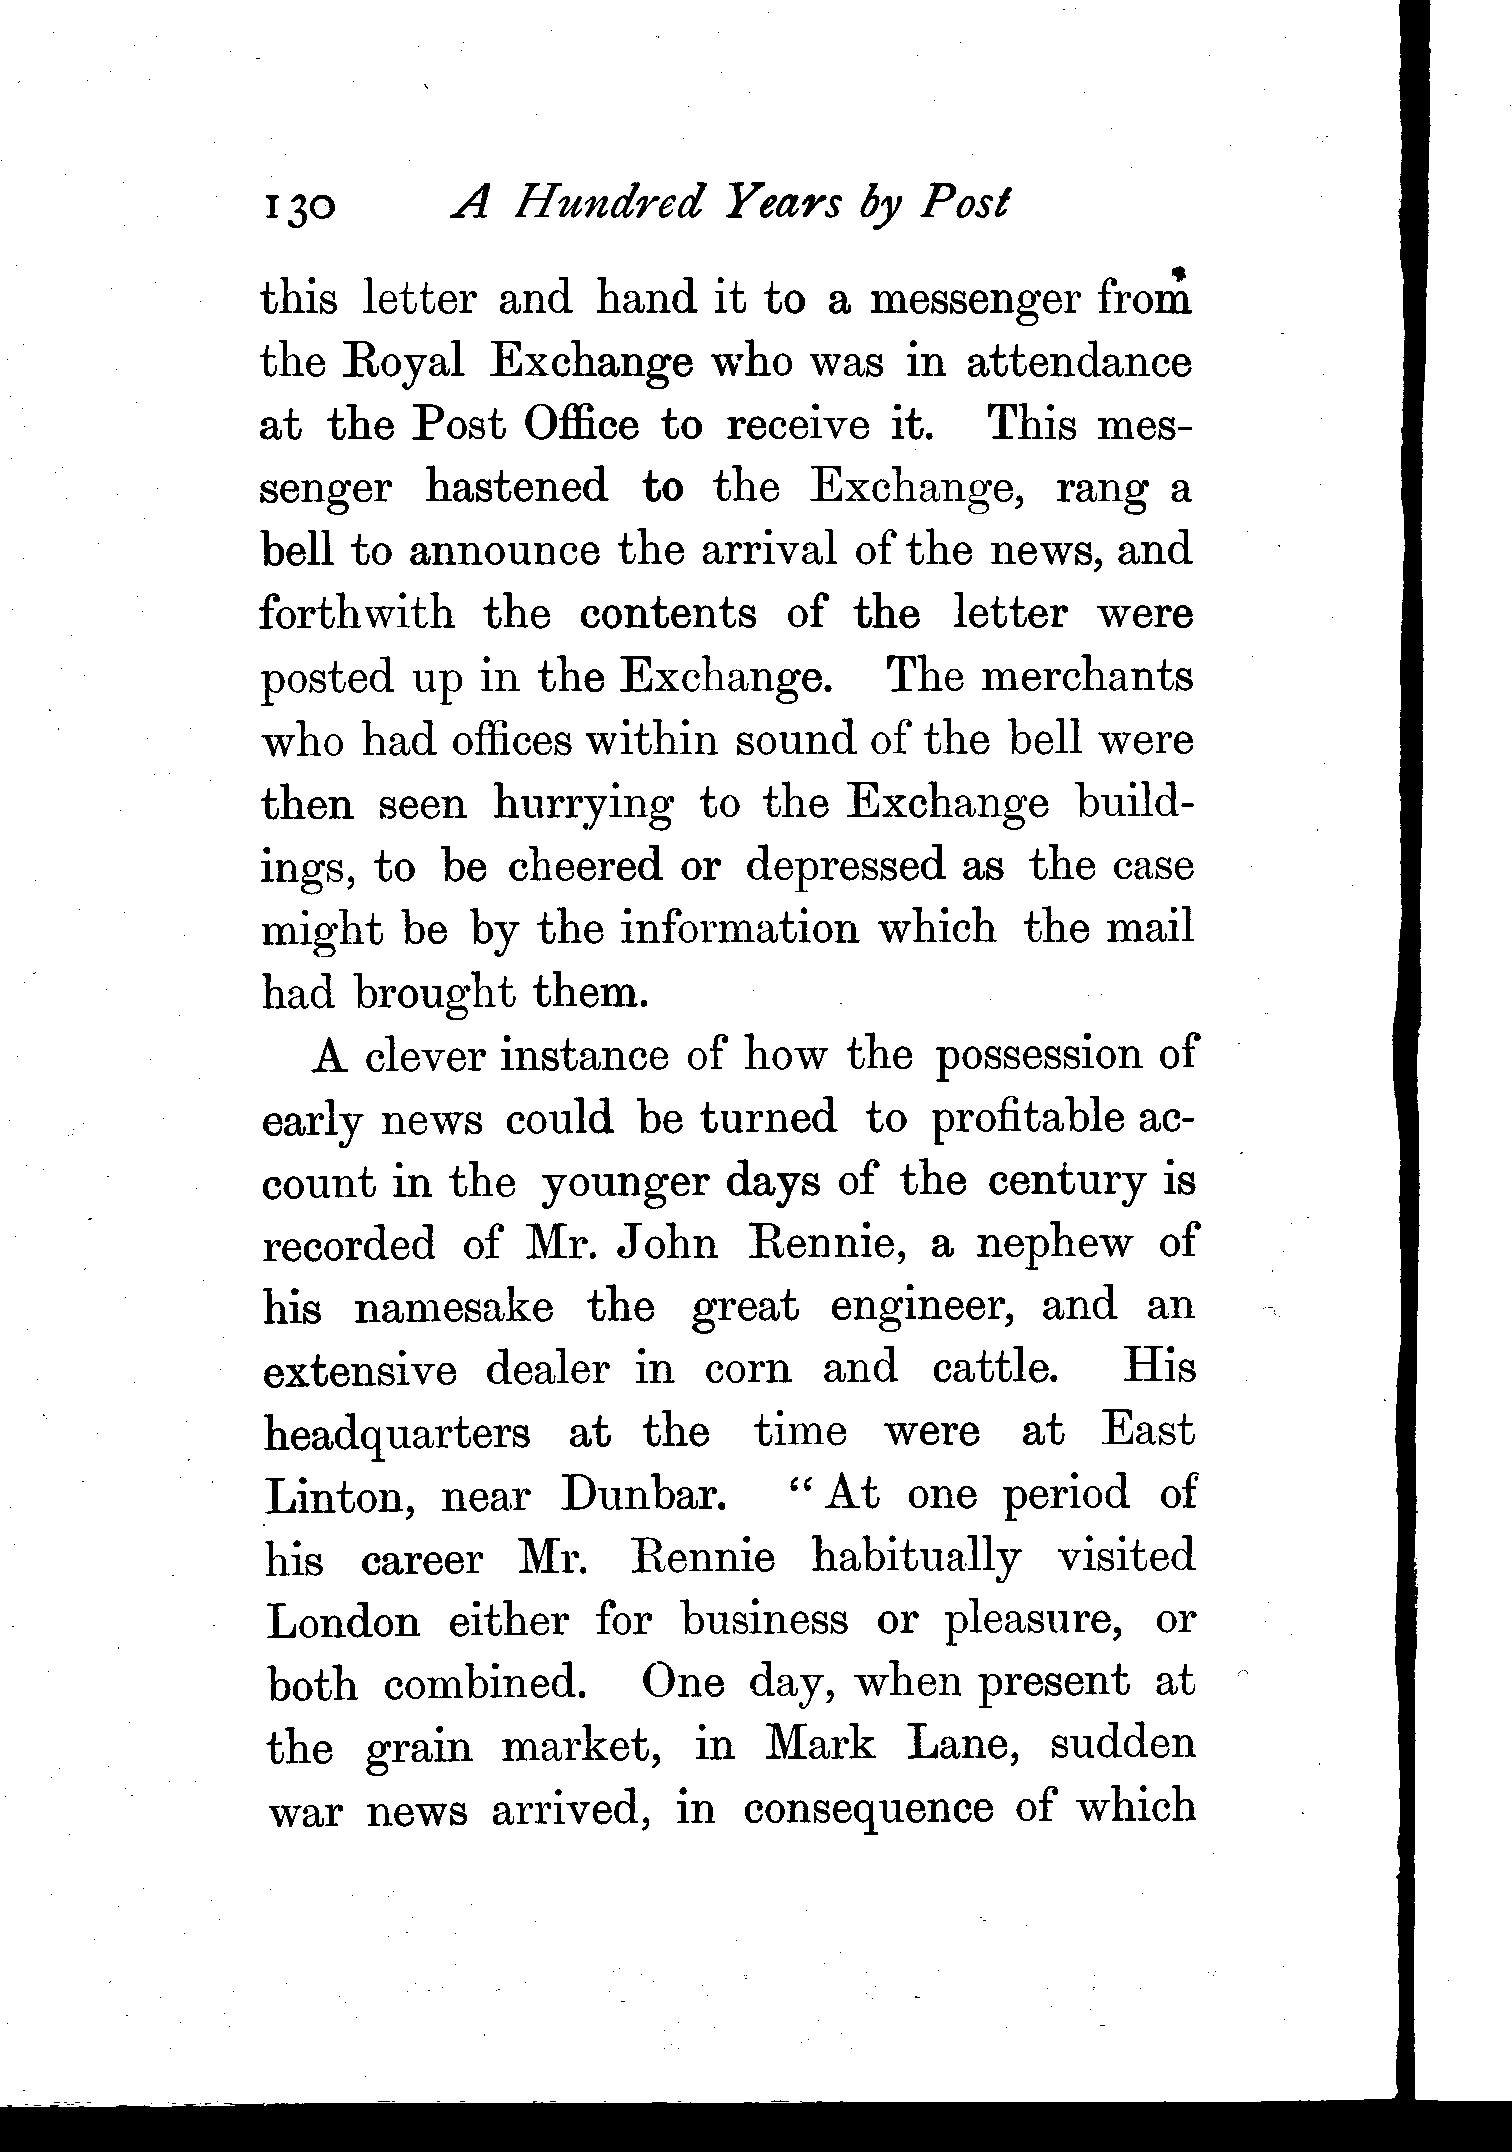 130 A Hundred Years by Post
this letter and hand it to a messenger from
the Royal Exchange who was in attendance
at the Post Office to receive it. This mes-
senger hastened to the Exchange, rang a
bell to announce the arrival of the news, and
forthwith the contents of the letter were
posted up in the Exchange. The merchants
who had offices within sound of the bell were
then seen hurrying to the Exchange build-
ings, to be cheered or depressed as the case
might be by the information which the mail
had brought them.
A clever instance of how the possession of
early news could be turned to profitable ac-
count in the younger days of the century is
recorded of Mr. John Rennie, a nephew of
his namesake the great engineer, and an
extensive dealer in corn and cattle. His
headquarters at the time were at East
Linton, near Dunbar. “At one period of
his career Mr. Rennie habitually visited
London either for business or pleasure, or
both combined. One day, when present at
the grain market, in Mark Lane, sudden
war news arrived, in consequence of which